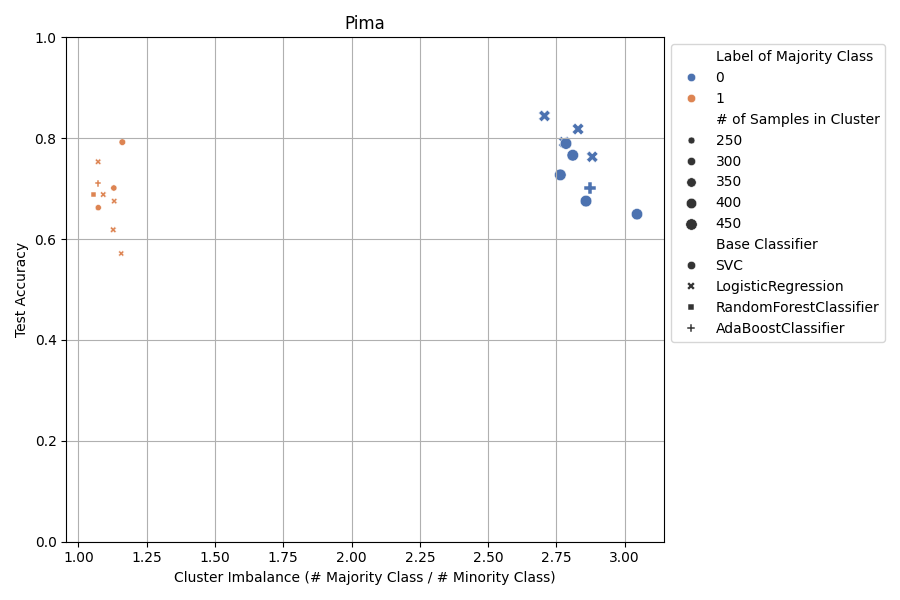 Pima
1.0
0.8
0.6
0.4
0.2
0.0
Test Accuracy
1.00 1.25 1.50 1.75 2.00 2.25 2.50 2.75 3.00
Cluster Imbalance (# Majority Class / # Minority Class)
Label of Majority Class
0
1
# of Samples in Cluster
250
300
350
400
450
Base Classifier
SVC
LogisticRegression
RandomForestClassifier
AdaBoostClassifier